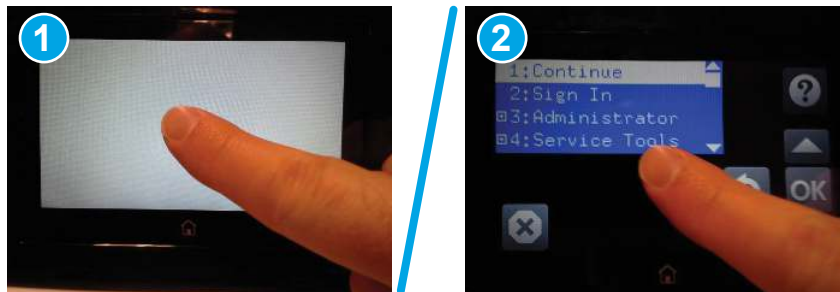 1
2
1:Continue
2:Sign In
3:Administrator
4:Service Tools
?
OK